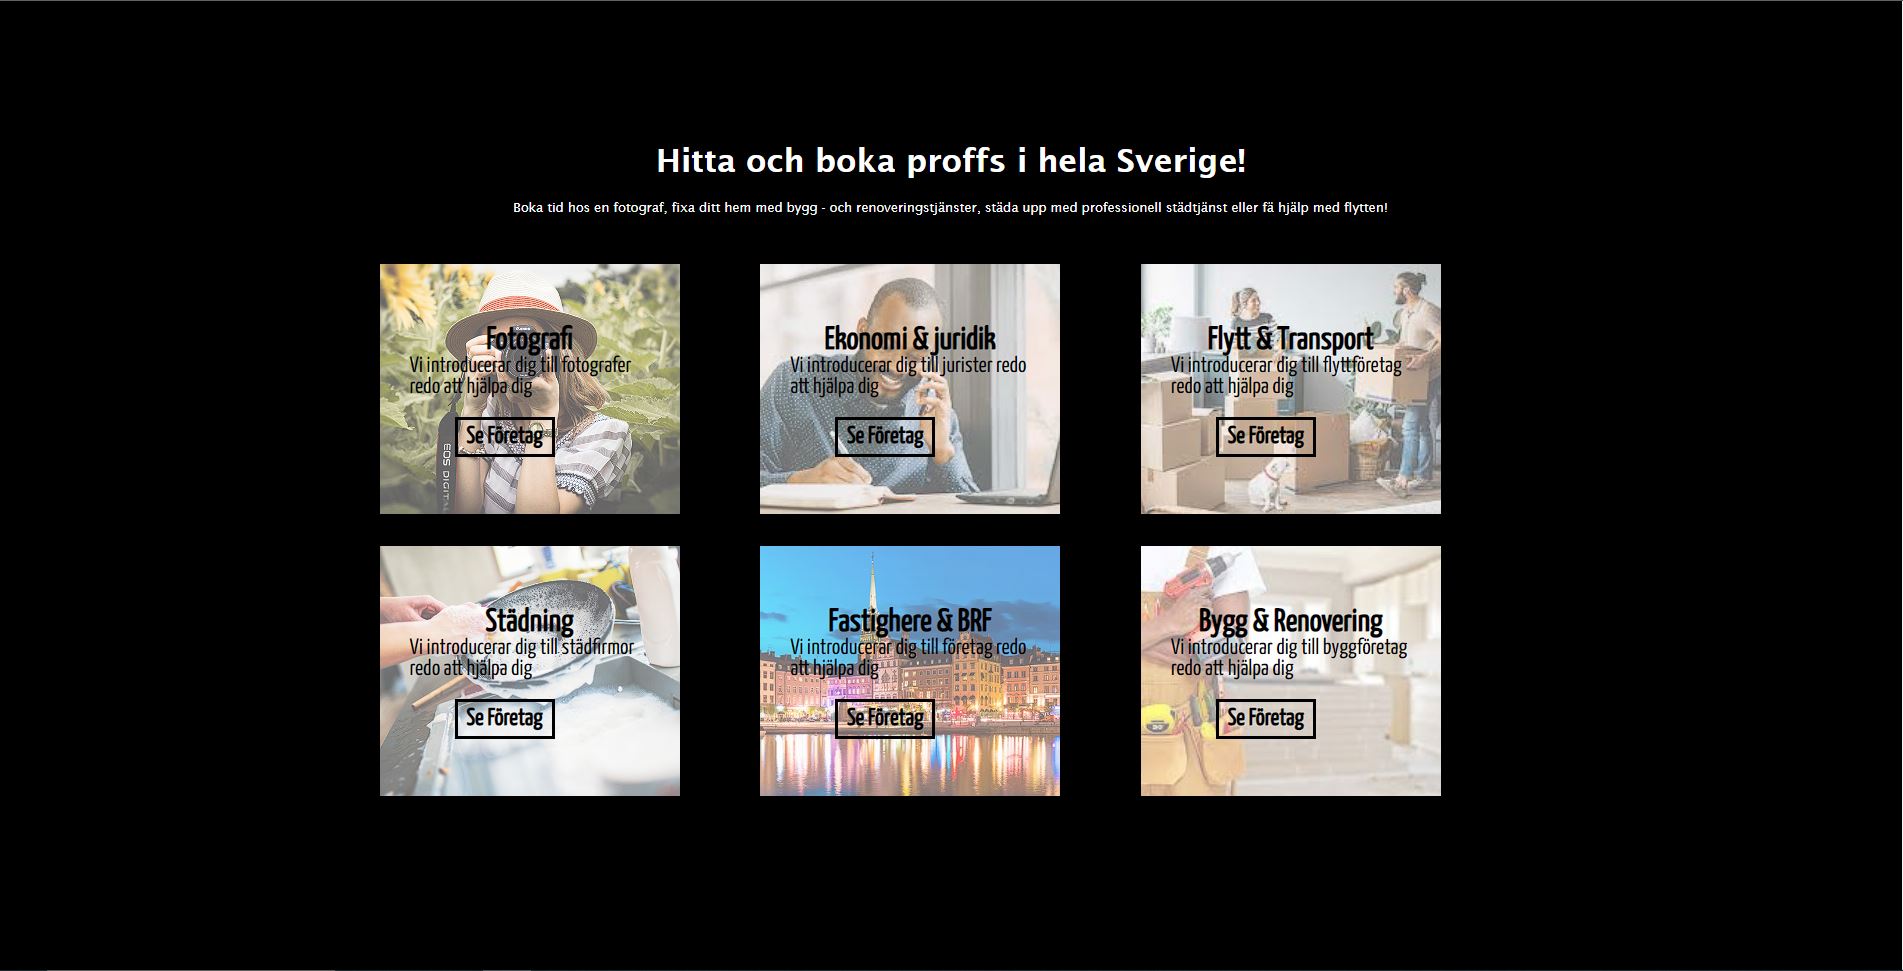 Hitta och boka proffs i hela Sverige!
Boka tid hos en fotograf, fixa ditt hem med bygg - och renoveringstjänster, städa upp med professionell städtjänst eller få hjälp med flytten!
Fotografi
Vi introducerar dig till fotografer
redo att hjälpa dig
Se Företag
EOS DIGITAL
Ekonomi & juridik
Vi introducerar dig till jurister redo
att hjälpa dig
Se Företag
Flytt & Transport
Vi introducerar dig till flyttföretag
redo att hjälpa dig
Se Företag
Städning
Vi introducerar dig till städfirmor
redo att hjälpa dig
Se Företag
Fastighere & BRF
Vi introducerar dig till företag redo
att hjälpa dig
Se Företag
Bygg & Renovering
Vi introducerar dig till byggföretag
redo att hjälpa dig
Se Företag